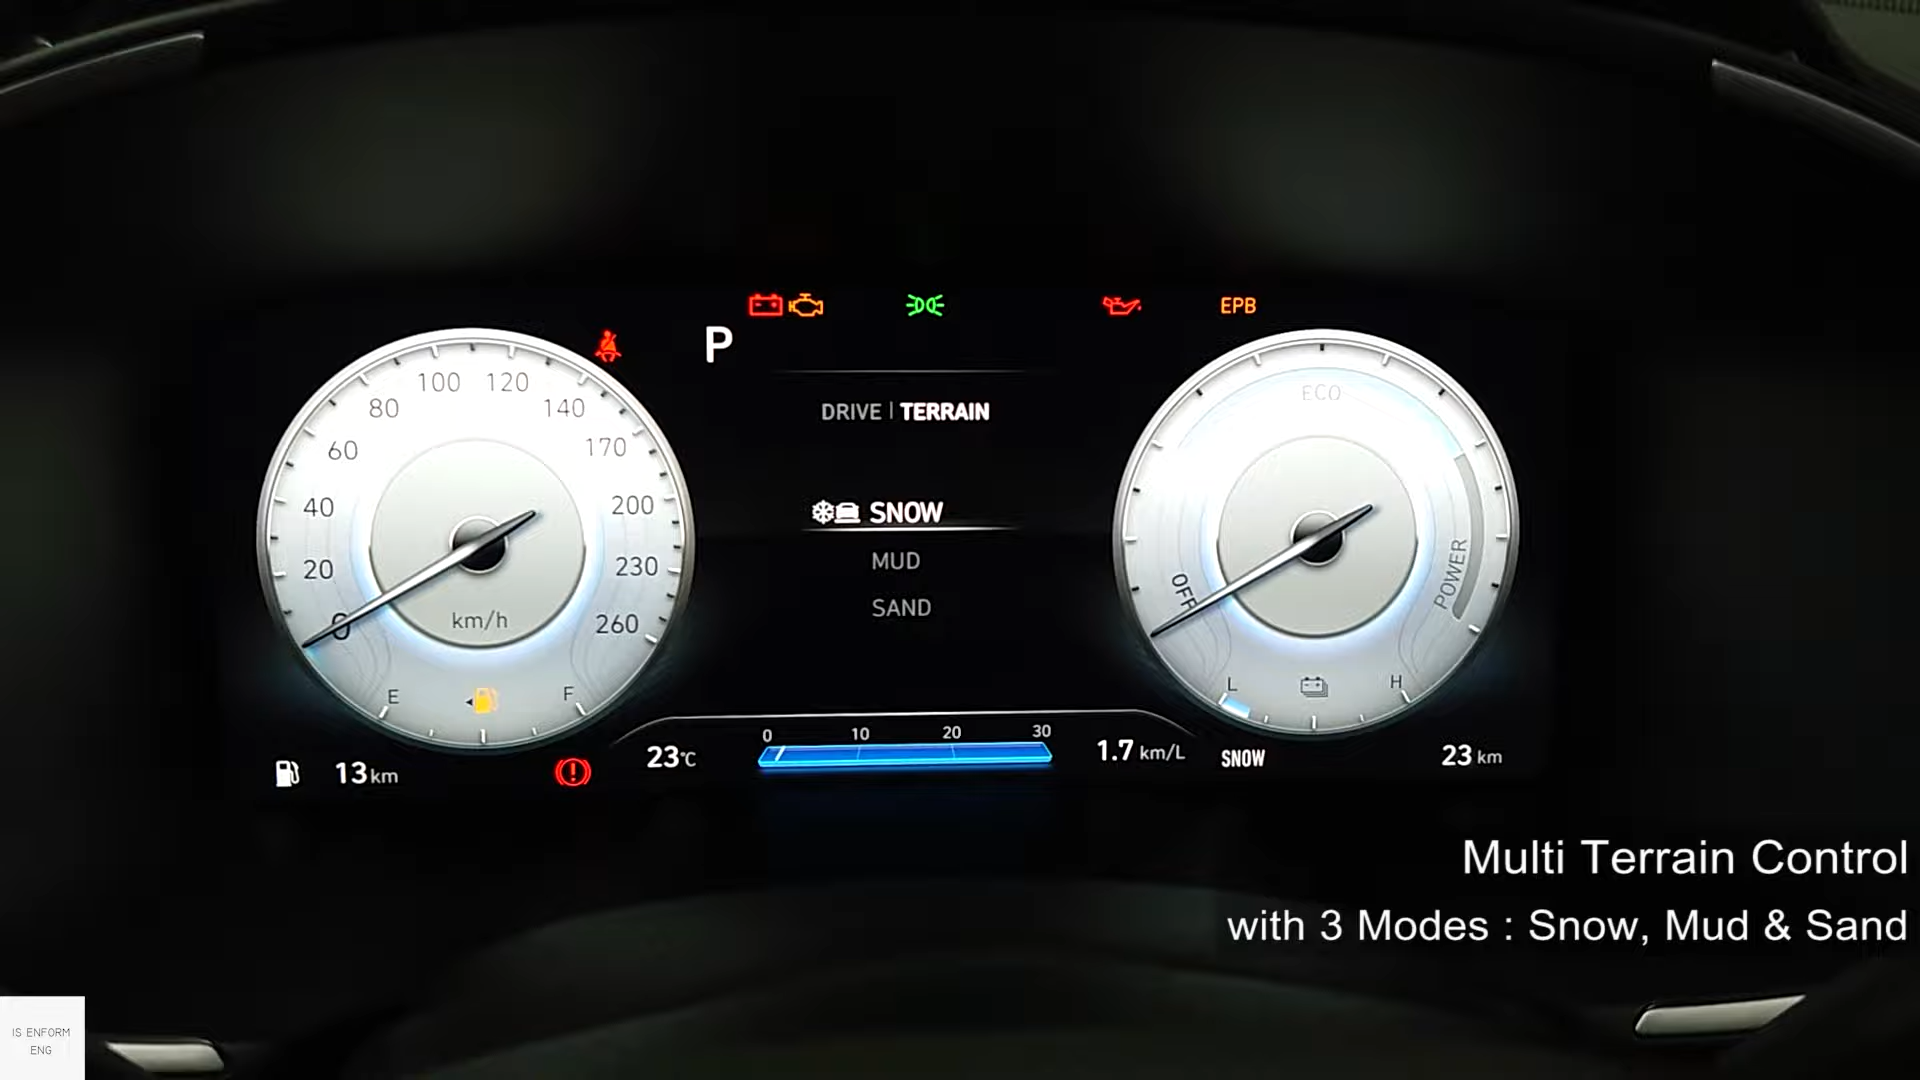 EPB
P
100 120
80 140
60 170
40 200
20 230
0 260
km/h
E F
DRIVE | TERRAIN
SNOW
MUD
SAND
ECO
POWER
OFF
L H
13 km
23°C
0 10 20 30
1.7 km/L
SNOW
23 km
Multi Terrain Control
with 3 Modes : Snow, Mud & Sand
IS ENFORM
ENG